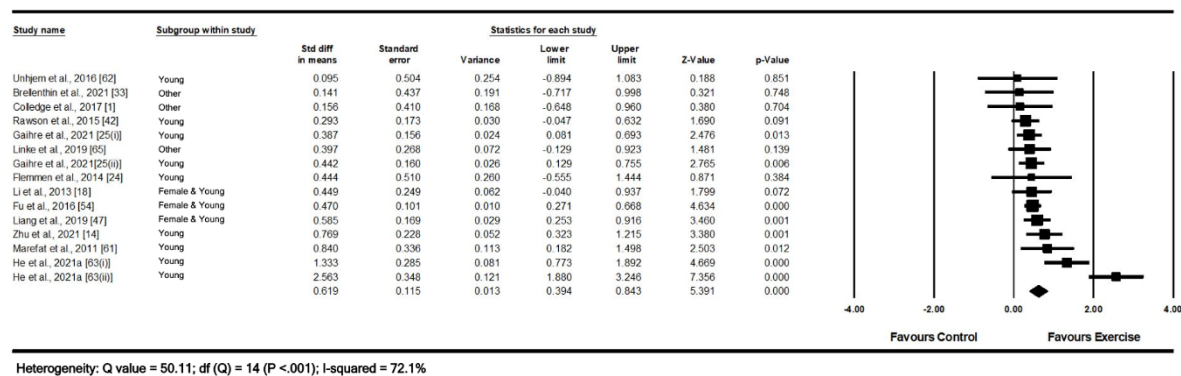 Study name Subgroup within study Statistics for each study
Std diff in means Standard error Variance Lower limit Upper limit Z-Value p-Value
Unhjem et al., 2016 [62] Young 0.095 0.504 0.254 -0.894 1.083 0.188 0.851
Brellenthin et al., 2021 [33] Other 0.141 0.437 0.191 -0.717 0.998 0.321 0.748
Colledge et al., 2017 [1] Other 0.156 0.410 0.168 -0.648 0.960 0.380 0.704
Rawson et al., 2015 [42] Young 0.293 0.173 0.030 -0.047 0.632 1.690 0.091
Gaihre et al., 2021 [25(i)] Young 0.387 0.156 0.024 0.081 0.693 2.476 0.013
Linke et al., 2019 [65] Other 0.397 0.268 0.072 -0.129 0.923 1.481 0.139
Gaihre et al., 2021[25(ii)] Young 0.442 0.160 0.026 0.129 0.755 2.765 0.006
Flemmen et al., 2014 [24] Young 0.444 0.510 0.260 -0.555 1.444 0.871 0.384
Li et al., 2013 [18] Female & Young 0.449 0.249 0.062 -0.040 0.937 1.799 0.072
Fu et al., 2016 [54] Female & Young 0.470 0.101 0.010 0.271 0.668 4.634 0.000
Liang et al., 2019 [47] Female & Young 0.585 0.169 0.029 0.253 0.916 3.460 0.001
Zhu et al., 2021 [14] Young 0.769 0.228 0.052 0.323 1.215 3.380 0.001
Marefat et al., 2011 [61] Young 0.840 0.336 0.113 0.182 1.498 2.503 0.012
He et al., 2021a [63(i)] Young 1.333 0.285 0.081 0.773 1.892 4.669 0.000
He et al., 2021a [63(ii)] Young 2.563 0.348 0.121 1.880 3.246 7.356 0.000
0.619 0.115 0.013 0.394 0.843 5.391 0.000
-4.00 -2.00 0.00 2.00 4.00
Favours Control Favours Exercise
Heterogeneity: Q value = 50.11; df (Q) = 14 (P <.001); I-squared = 72.1%